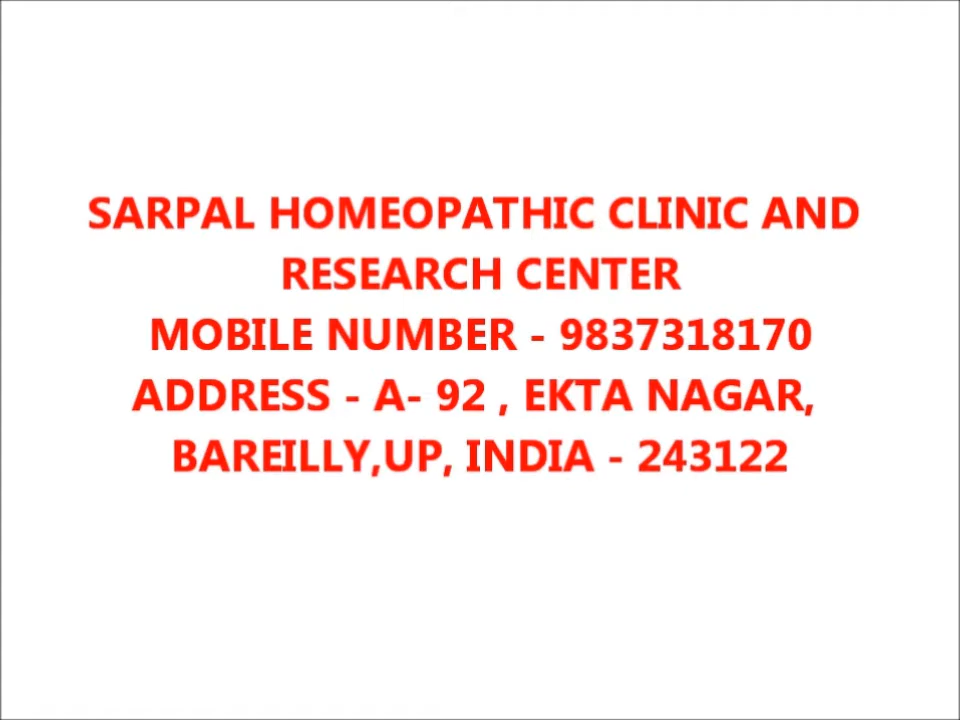 SARPAL HOMEOPATHIC CLINIC AND
RESEARCH CENTER
MOBILE NUMBER - 9837318170
ADDRESS - A- 92 , EKTA NAGAR,
BAREILLY,UP, INDIA - 243122